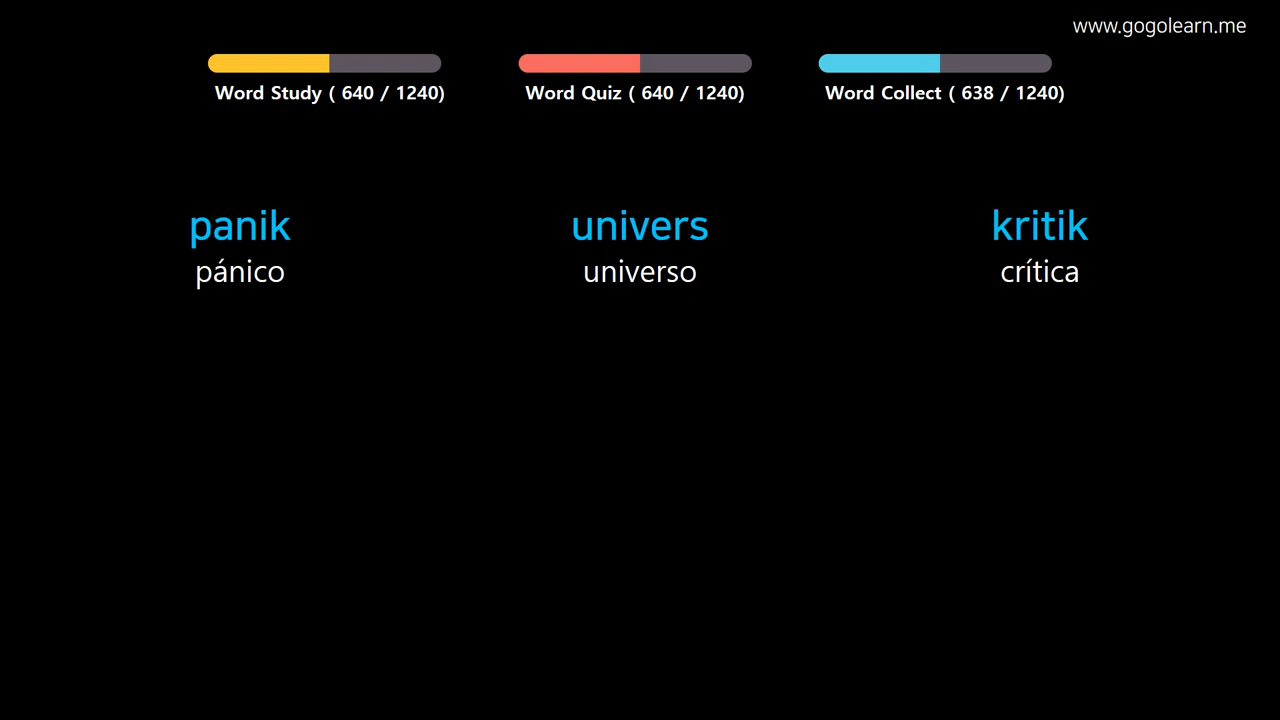 www.gogolearn.me
Word Study ( 640 / 1240)
Word Quiz ( 640 / 1240)
Word Collect ( 638 / 1240)
panik
pánico
univers
universo
kritik
crítica